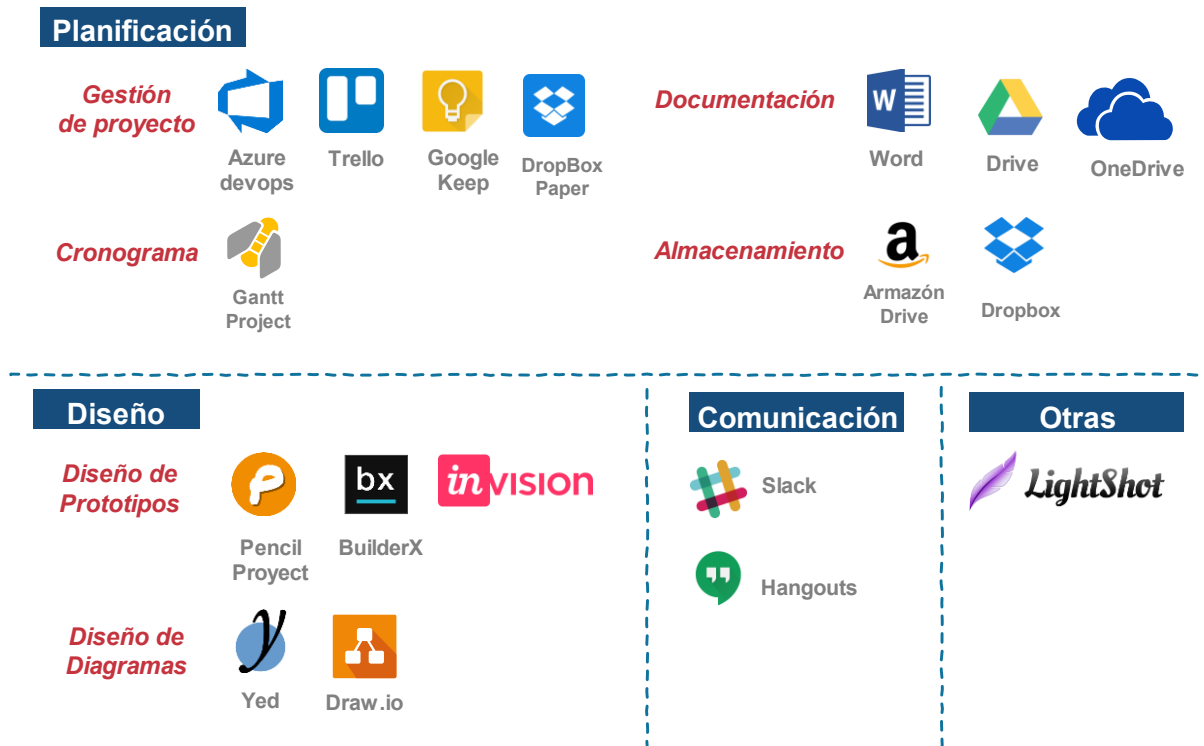 Planificación
Gestión
de proyecto
Azure
devops
Trello
Google
Keep
DropBox
Paper
Documentación
W
Word
Drive
OneDrive
Cronograma
Gantt
Project
Almacenamiento
a
Armazón
Drive
Dropbox
Diseño
Diseño de
Prototipos
P
Pencil
Proyect
bx
BuilderX
invision
Diseño de
Diagramas
y
Yed
Draw.io
Comunicación
Slack
Hangouts
Otras
LightShot